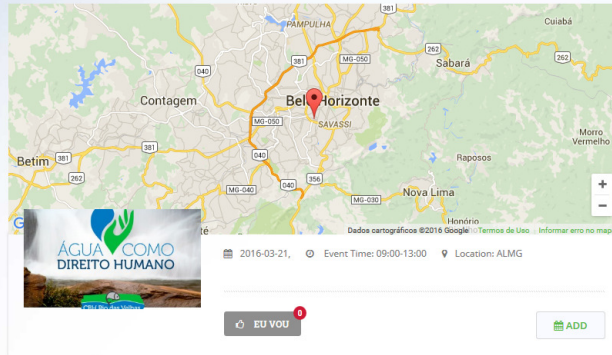 PAMPULHA
Cuiabá
262
381
MG-050
040
Sabará
262
Contagem
Belo Horizonte
MG-050
SAVASSI
381
Morro
Vermelho
Betim
381
040
Raposos
262
MG-040
040
356
Nova Lima
MG-030
+
−
Honório
Dados cartográficos ©2016 Google
Termos de Uso
Informar erro no map
G
té
ÁGUA COMO
DIREITO HUMANO
CBH Rio das Velhas
2016-03-21,
Event Time: 09:00-13:00
Location: ALMG
EU VOU
0
ADD